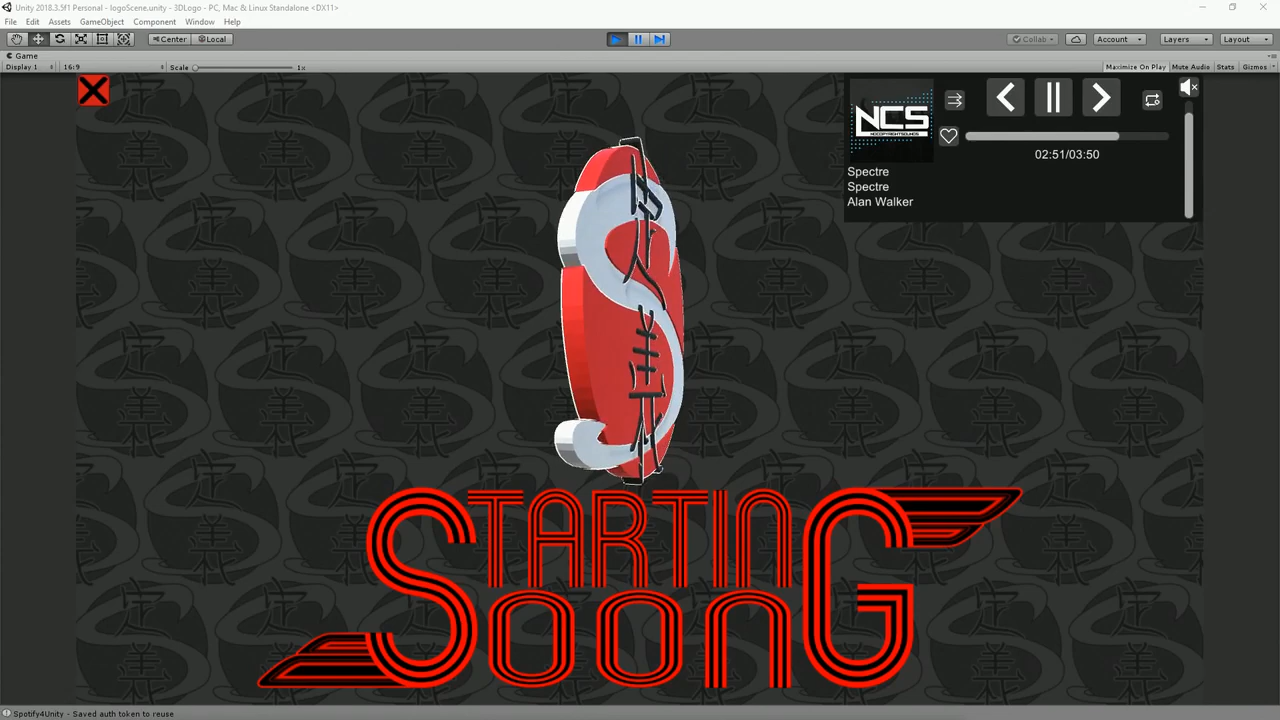 Unity 2018.3.5f1 Personal - logoScene.unity - 3DLogo - PC, Mac & Linux Standalone <DX11>
File Edit Assets GameObject Component Window Help
Center Local Collab Account Layers Layout
Game
Display 1 16:9 Scale 1x Maximize On Play Mute Audio Stats Gizmos
NCS
NOCOPYRIGHTSOUNDS
02:51/03:50
Spectre
Spectre
Alan Walker
STARTING
SOON
Spotify4Unity - Saved auth token to reuse